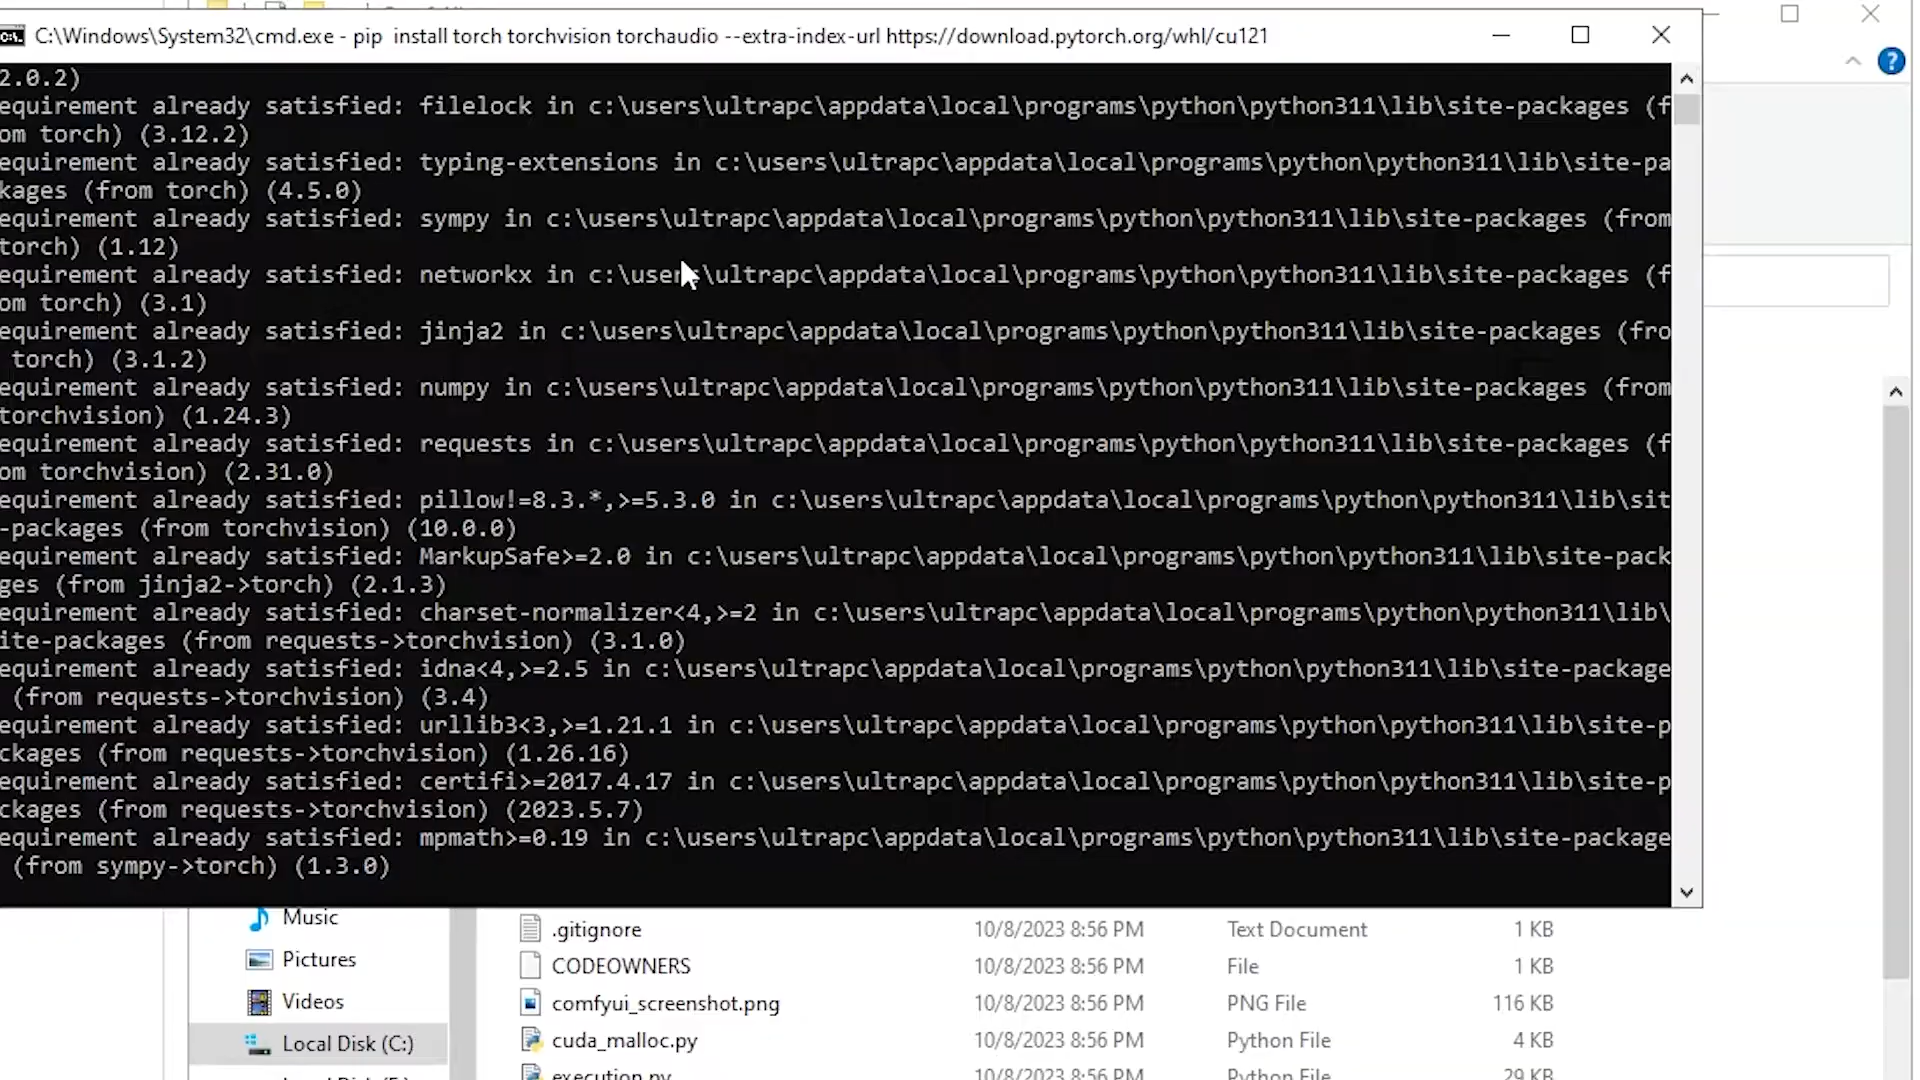 C:\Windows\System32\cmd.exe - pip  install torch torchvision torchaudio --extra-index-url https://download.pytorch.org/whl/cu121
2.0.2)
equirement already satisfied: filelock in c:\users\ultrapc\appdata\local\programs\python\python311\lib\site-packages (f
om torch) (3.12.2)
equirement already satisfied: typing-extensions in c:\users\ultrapc\appdata\local\programs\python\python311\lib\site-pa
kages (from torch) (4.5.0)
equirement already satisfied: sympy in c:\users\ultrapc\appdata\local\programs\python\python311\lib\site-packages (from
torch) (1.12)
equirement already satisfied: networkx in c:\users\ultrapc\appdata\local\programs\python\python311\lib\site-packages (f
om torch) (3.1)
equirement already satisfied: jinja2 in c:\users\ultrapc\appdata\local\programs\python\python311\lib\site-packages (fro
torch) (3.1.2)
equirement already satisfied: numpy in c:\users\ultrapc\appdata\local\programs\python\python311\lib\site-packages (from
torchvision) (1.24.3)
equirement already satisfied: requests in c:\users\ultrapc\appdata\local\programs\python\python311\lib\site-packages (f
om torchvision) (2.31.0)
equirement already satisfied: pillow!=8.3.*,>=5.3.0 in c:\users\ultrapc\appdata\local\programs\python\python311\lib\sit
-packages (from torchvision) (10.0.0)
equirement already satisfied: MarkupSafe>=2.0 in c:\users\ultrapc\appdata\local\programs\python\python311\lib\site-pack
ges (from jinja2->torch) (2.1.3)
equirement already satisfied: charset-normalizer<4,>=2 in c:\users\ultrapc\appdata\local\programs\python\python311\lib\
ite-packages (from requests->torchvision) (3.1.0)
equirement already satisfied: idna<4,>=2.5 in c:\users\ultrapc\appdata\local\programs\python\python311\lib\site-package
(from requests->torchvision) (3.4)
equirement already satisfied: urllib3<3,>=1.21.1 in c:\users\ultrapc\appdata\local\programs\python\python311\lib\site-p
ckages (from requests->torchvision) (1.26.16)
equirement already satisfied: certifi>=2017.4.17 in c:\users\ultrapc\appdata\local\programs\python\python311\lib\site-p
ckages (from requests->torchvision) (2023.5.7)
equirement already satisfied: mpmath>=0.19 in c:\users\ultrapc\appdata\local\programs\python\python311\lib\site-package
(from sympy->torch) (1.3.0)
Music
Pictures
Videos
Local Disk (C:)
.gitignore 10/8/2023 8:56 PM Text Document 1 KB
CODEOWNERS 10/8/2023 8:56 PM File 1 KB
comfyui_screenshot.png 10/8/2023 8:56 PM PNG File 116 KB
cuda_malloc.py 10/8/2023 8:56 PM Python File 4 KB
execution.py 10/8/2023 8:56 PM Python File 29 KB